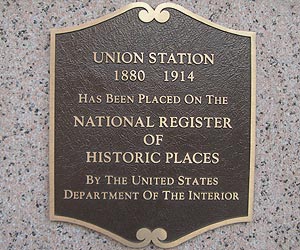 UNION STATION
1880 1914
HAS BEEN PLACED ON THE
NATIONAL REGISTER
OF
HISTORIC PLACES
BY THE UNITED STATES
DEPARTMENT OF THE INTERIOR